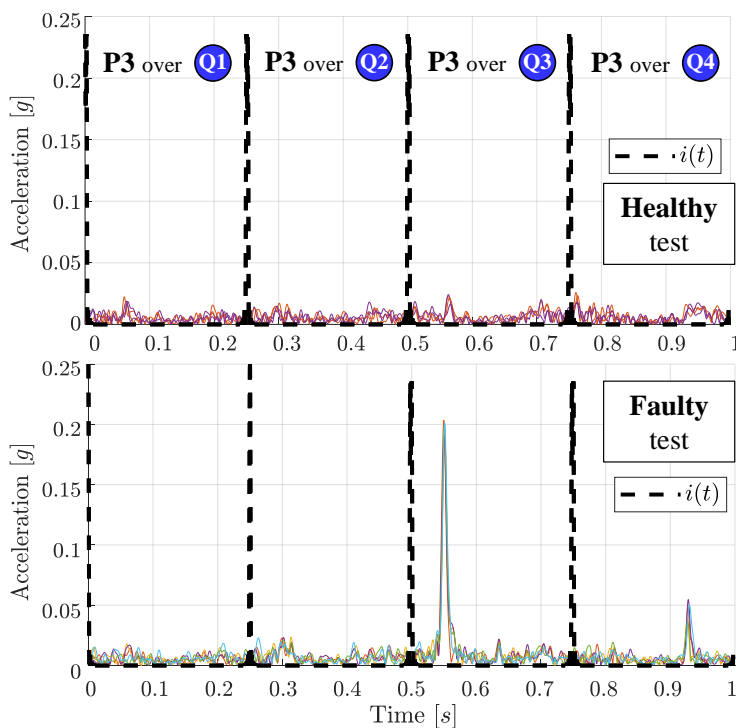 0.25
P3 over Q1 P3 over Q2 P3 over Q3 P3 over Q4
0.2
0.15
0.1
0.05
0
Acceleration [g]
i(t)
Healthy
test
0 0.1 0.2 0.3 0.4 0.5 0.6 0.7 0.8 0.9 1
0.25
0.2
0.15
0.1
0.05
0
Acceleration [g]
Faulty
test
i(t)
0 0.1 0.2 0.3 0.4 0.5 0.6 0.7 0.8 0.9 1
Time [s]